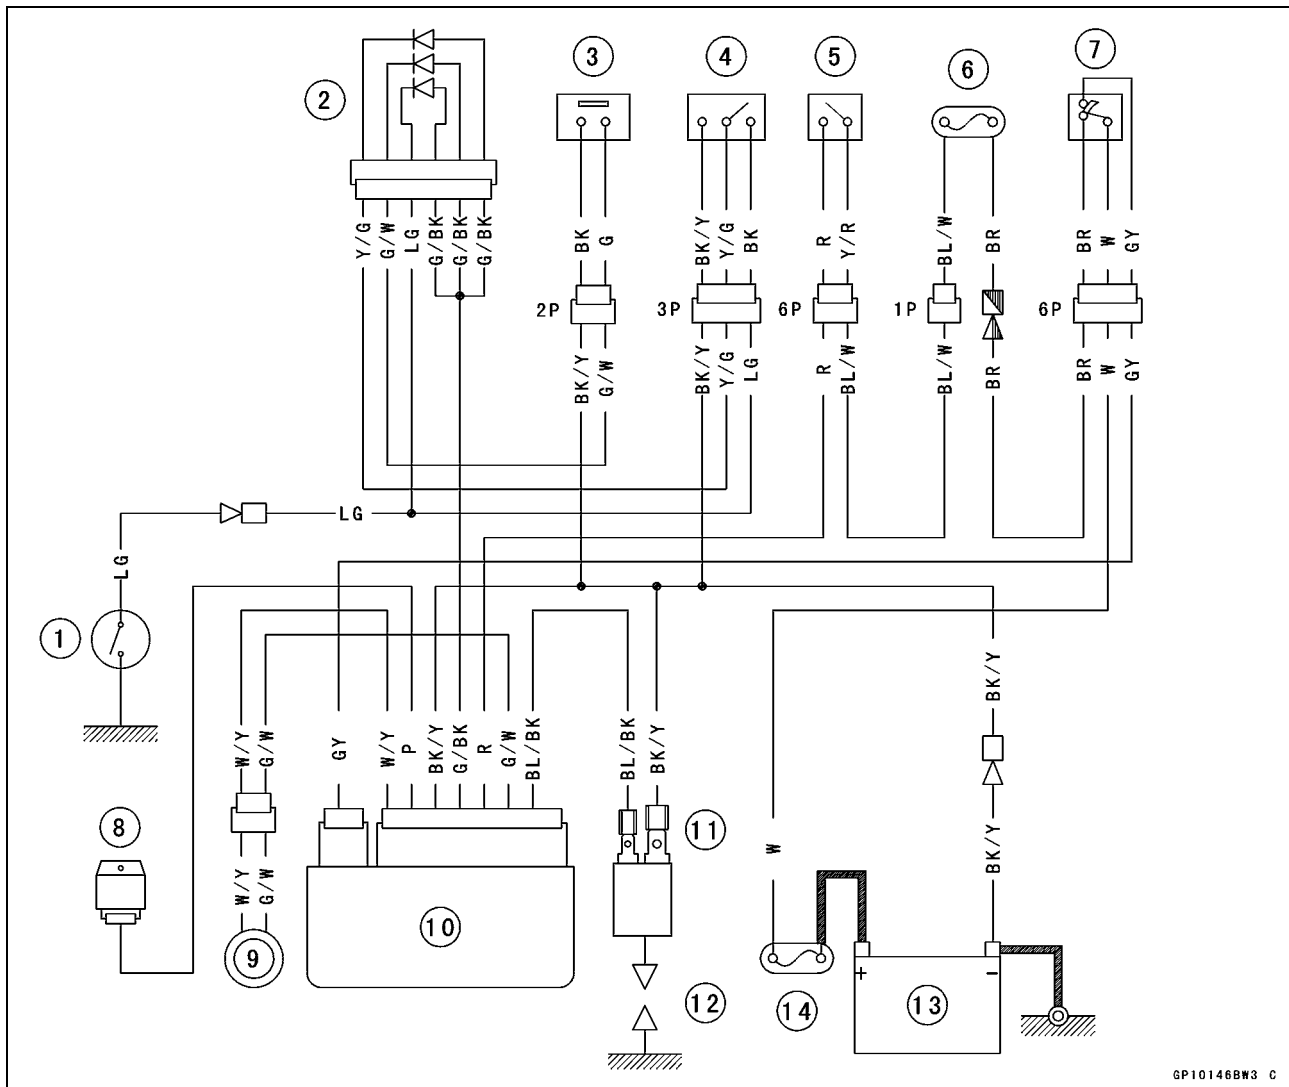 3 4 5 6 7
2
Y/G G/W LG G/BK G/BK G/BK BK G BK/Y Y/G BK R Y/R BL/W BR BR W GY
2P 3P 6P 1P 6P
BK/Y G/W BK/Y Y/G LG R BL/W BL/W BR BR W GY
LG
LG
1
W/Y G/W GY W/Y P BK/Y G/BK R G/W BL/BK BL/BK BK/Y BK/Y
8 11
W/Y G/W W BK/Y
9 10
+ −
12 14 13
GP10146BW3 C